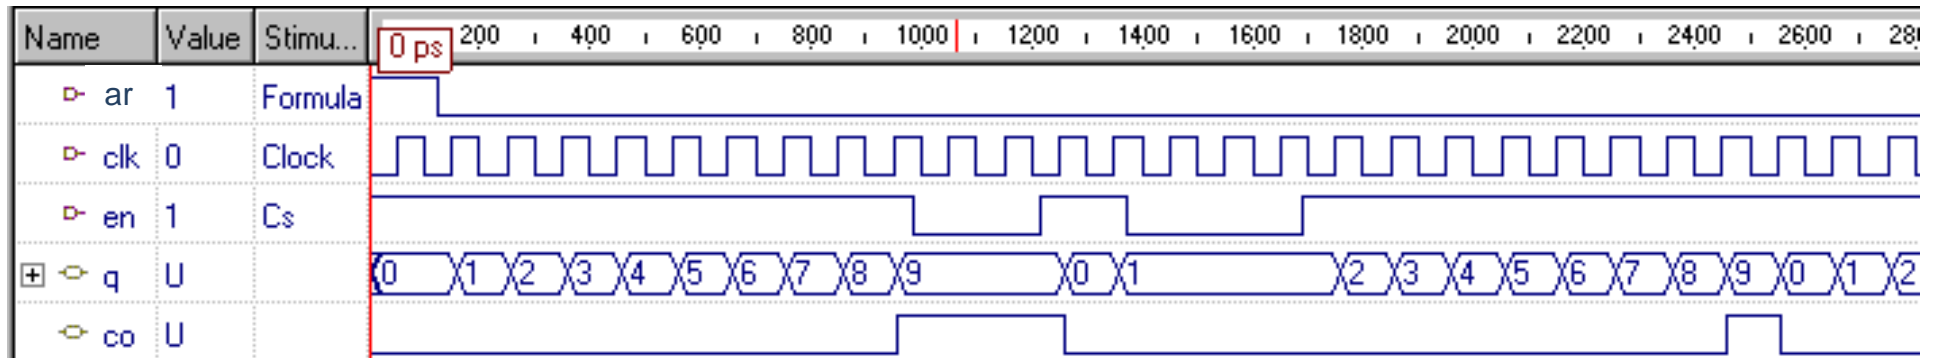 Name Value Stimu... 0 ps 200 400 600 800 1000 1200 1400 1600 1800 2000 2200 2400 2600 28
ar 1 Formula
clk 0 Clock
en 1 Cs
q U 0 1 2 3 4 5 6 7 8 9 0 1 2 3 4 5 6 7 8 9 0 1 2
co U